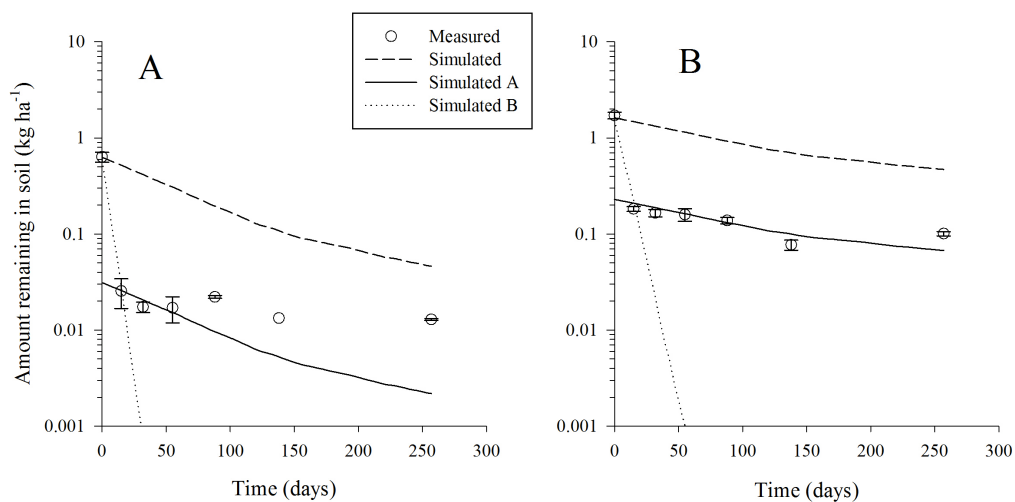 Measured
Simulated
Simulated A
Simulated B
A
B
Amount remaining in soil (kg ha⁻¹)
10
1
0.1
0.01
0.001
0 50 100 150 200 250 300
Time (days)
10
1
0.1
0.01
0.001
0 50 100 150 200 250 300
Time (days)